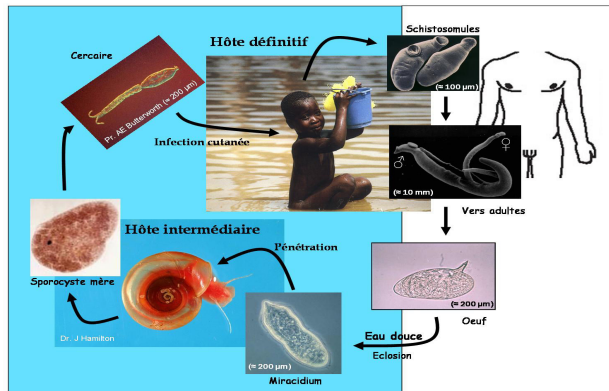 Cercaire
Pr. AE Butterworth (≈ 200 µm)
Hôte définitif
Schistosomules
(≈ 100 µm)
Infection cutanée
♂
♀
(≈ 10 mm)
Vers adultes
Hôte intermédiaire
Pénétration
Sporocyste mère
Dr. J Hamilton
(≈ 200 µm)
Miracidium
Eau douce
Eclosion
(≈ 200 µm)
Oeuf